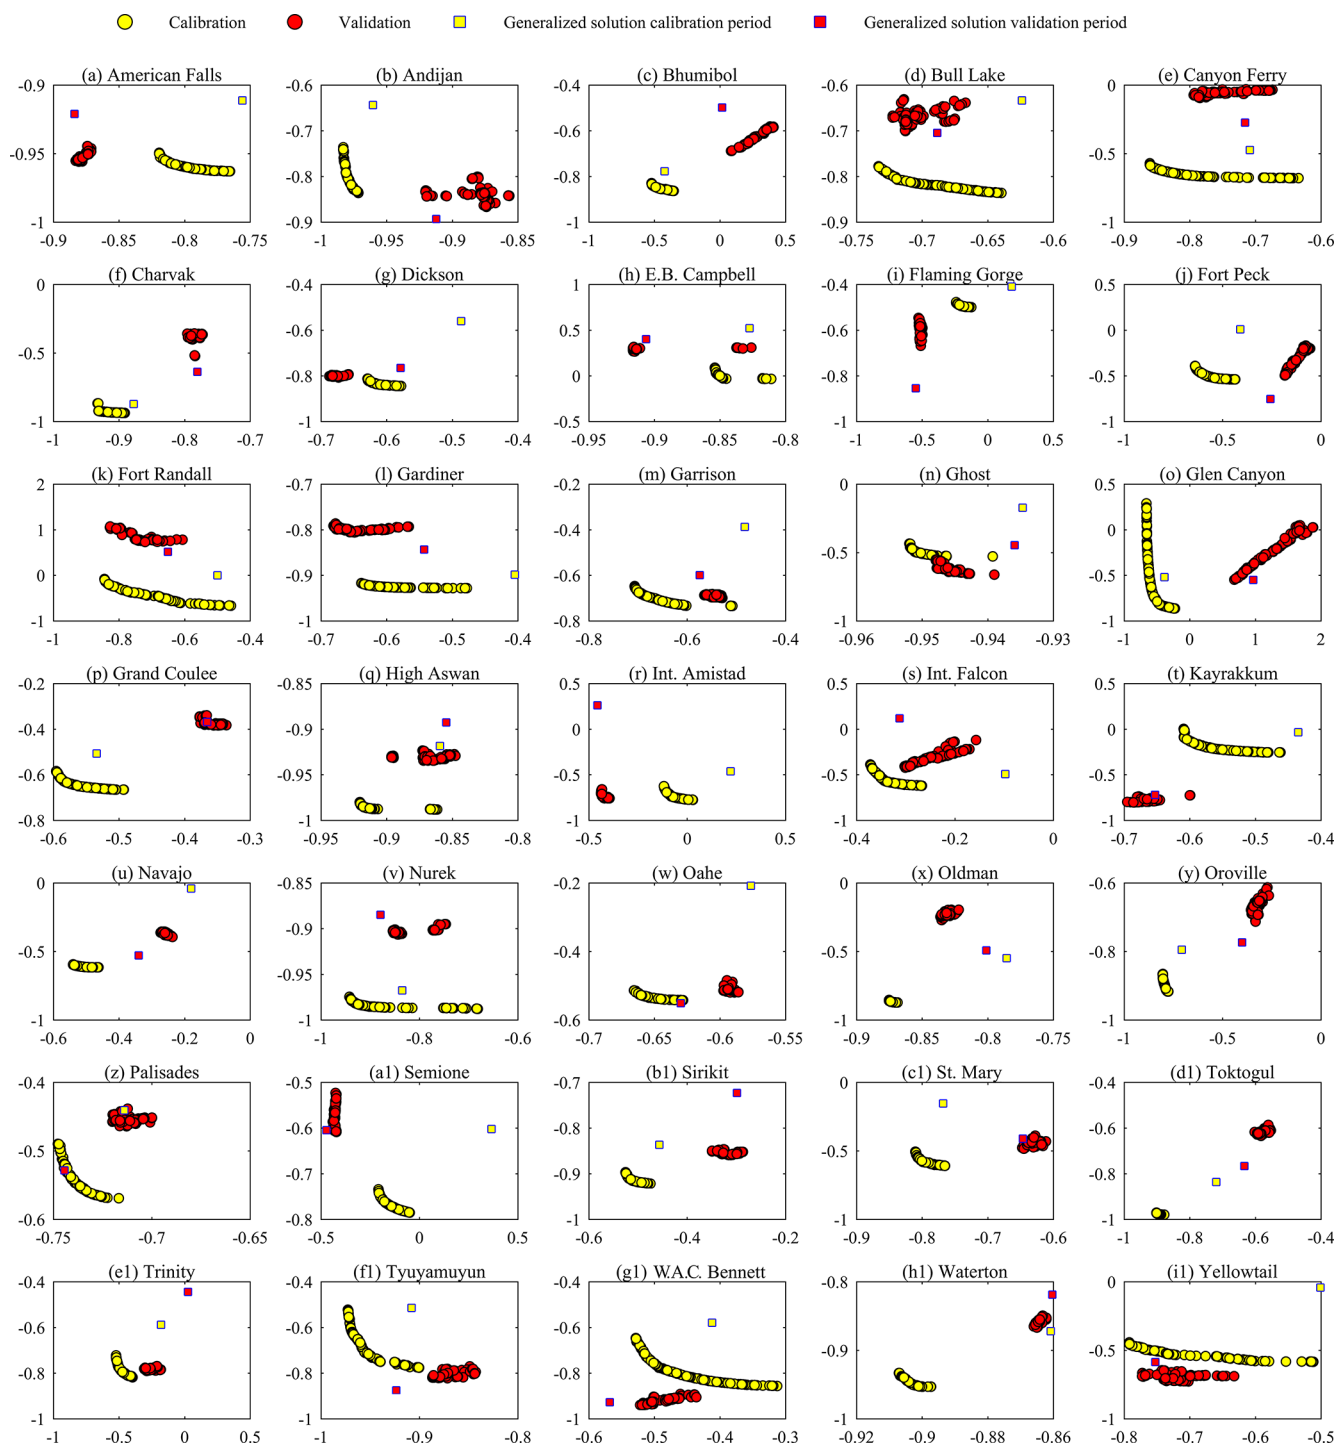 Calibration Validation Generalized solution calibration period Generalized solution validation period
(a) American Falls (b) Andijan (c) Bhumibol (d) Bull Lake (e) Canyon Ferry
-0.9 -0.6 -0.4 -0.6 0
-0.7 -0.7
-0.95 -0.6 -0.5
-0.8 -0.8 -0.8
-1 -0.9 -1 -0.9 -1
-0.9 -0.85 -0.8 -0.75 -1 -0.95 -0.9 -0.85 -1 -0.5 0 0.5 -0.75 -0.7 -0.65 -0.6 -0.9 -0.8 -0.7 -0.6
(f) Charvak (g) Dickson (h) E.B. Campbell (i) Flaming Gorge (j) Fort Peck
0 -0.4 1 -0.4 0.5
-0.5 -0.6 0.5 -0.6 0
-0.8 0 -0.8 -0.5
-1 -1 -0.5 -1 -1
-1 -0.9 -0.8 -0.7 -0.7 -0.6 -0.5 -0.4 -0.95 -0.9 -0.85 -0.8 -1 -0.5 0 0.5 -1 -0.5 0
(k) Fort Randall (l) Gardiner (m) Garrison (n) Ghost (o) Glen Canyon
2 -0.7 -0.2 0 0.5
1 -0.8 -0.4 0
-0.6 -0.5
0 -0.9 -0.8 -0.5
-1 -1 -1 -1 -1
-1 -0.8 -0.6 -0.4 -0.7 -0.6 -0.5 -0.4 -0.8 -0.6 -0.4 -0.96 -0.95 -0.94 -0.93 -1 0 1 2
(p) Grand Coulee (q) High Aswan (r) Int. Amistad (s) Int. Falcon (t) Kayrakkum
-0.2 -0.85 0.5 0.5 0.5
-0.4 -0.9 0 0 0
-0.6 -0.95 -0.5 -0.5 -0.5
-0.8 -1 -1 -1 -1
-0.6 -0.5 -0.4 -0.3 -0.95 -0.9 -0.85 -0.8 -0.5 0 0.5 -0.4 -0.2 0 -0.7 -0.6 -0.5 -0.4
(u) Navajo (v) Nurek (w) Oahe (x) Oldman (y) Oroville
0 -0.85 -0.2 0 -0.6
-0.5 -0.9 -0.4 -0.5 -0.8
-0.95
-1 -1 -0.6 -1 -1
-0.6 -0.4 -0.2 0 -1 -0.8 -0.6 -0.7 -0.65 -0.6 -0.55 -0.9 -0.85 -0.8 -0.75 -1 -0.5 0
(z) Palisades (a1) Semione (b1) Sirikit (c1) St. Mary (d1) Toktogul
-0.4 -0.5 -0.7 0 -0.4
-0.5 -0.6 -0.8 -0.5 -0.6
-0.7 -0.9 -0.8
-0.6 -0.8 -1 -1 -1
-0.75 -0.7 -0.65 -0.5 0 0.5 -0.6 -0.4 -0.2 -0.9 -0.8 -0.7 -0.6 -1 -0.8 -0.6 -0.4
(e1) Trinity (f1) Tyuyamuyun (g1) W.A.C. Bennett (h1) Waterton (i1) Yellowtail
-0.4 -0.4 -0.4 -0.8 0
-0.6 -0.6 -0.6 -0.9 -0.5
-0.8 -0.8 -0.8
-1 -1 -1 -1 -1
-1 -0.5 0 0.5 -1 -0.9 -0.8 -0.6 -0.5 -0.4 -0.3 -0.92 -0.9 -0.88 -0.86 -0.8 -0.7 -0.6 -0.5